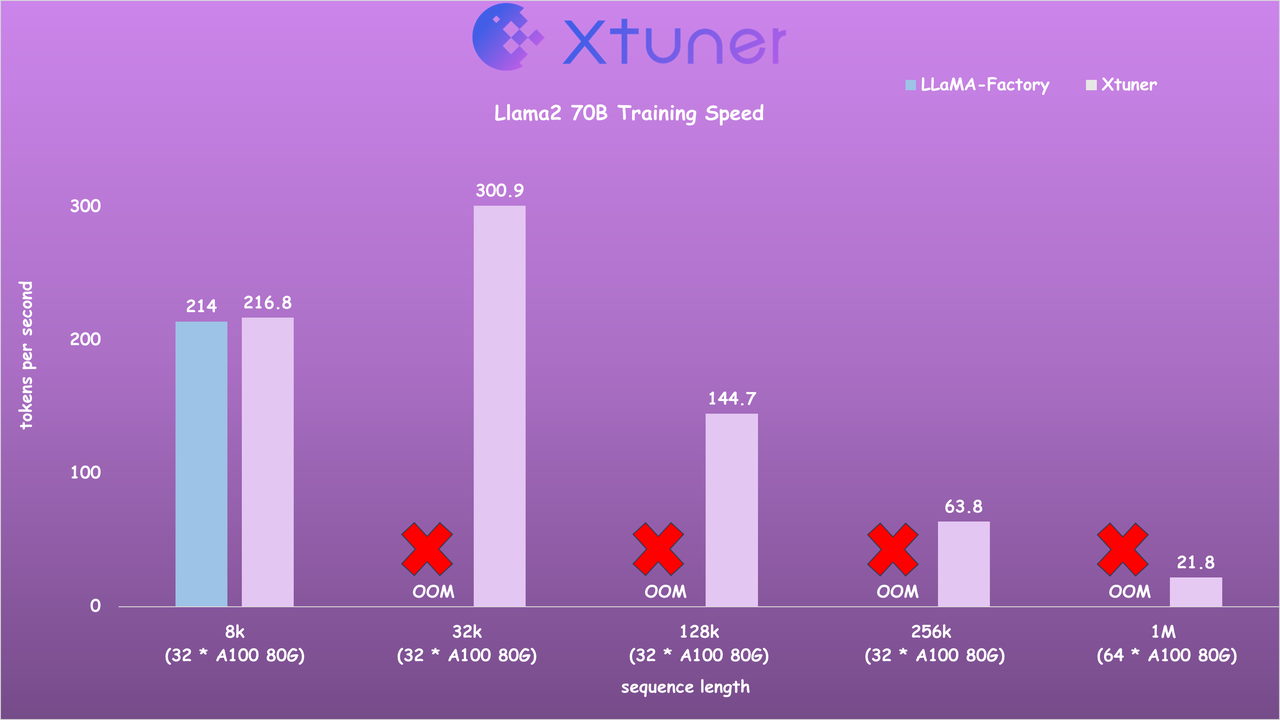 Xtuner
LLaMA-Factory
Xtuner
Llama2 70B Training Speed
tokens per second
300
200
100
0
214
216.8
300.9
144.7
63.8
21.8
OOM
OOM
OOM
OOM
8k
(32 * A100 80G)
32k
(32 * A100 80G)
128k
(32 * A100 80G)
256k
(32 * A100 80G)
1M
(64 * A100 80G)
sequence length